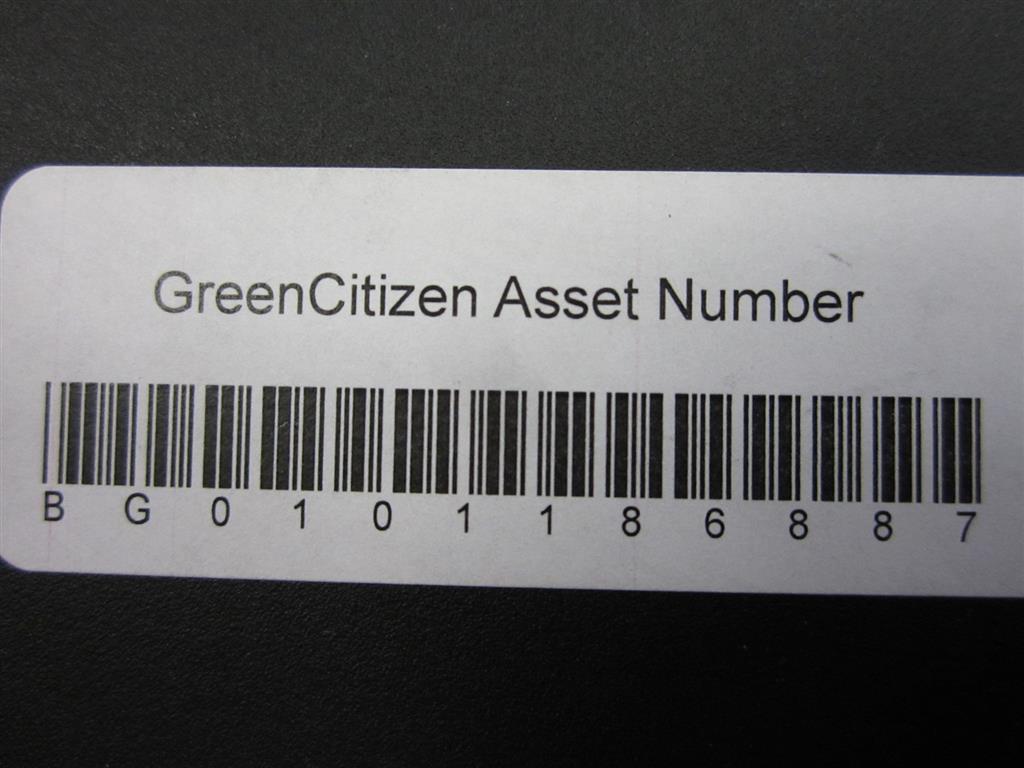 GreenCitizen Asset Number
B G 0 1 0 1 1 8 6 8 8 7